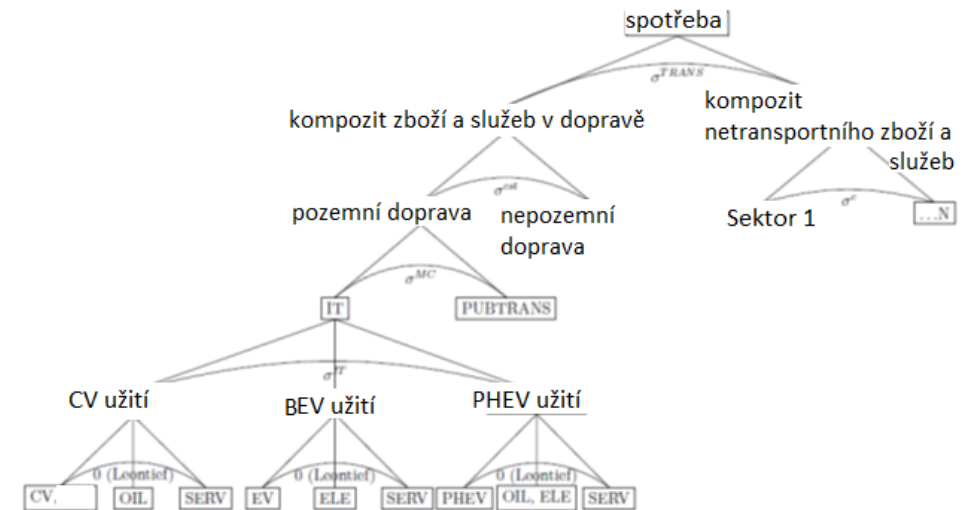 spotřeba
σ^TRANS
kompozit zboží a služeb v dopravě
kompozit
netransportního zboží a
služeb
σ^c
pozemní doprava
nepozemní
doprava
Sektor 1
...N
σ^MC
IT
PUBTRANS
σ^IT
CV užití
BEV užití
PHEV užití
0 (Leontief)
0 (Leontief)
0 (Leontief)
CV,
OIL
SERV
EV
ELE
SERV
PHEV
OIL, ELE
SERV